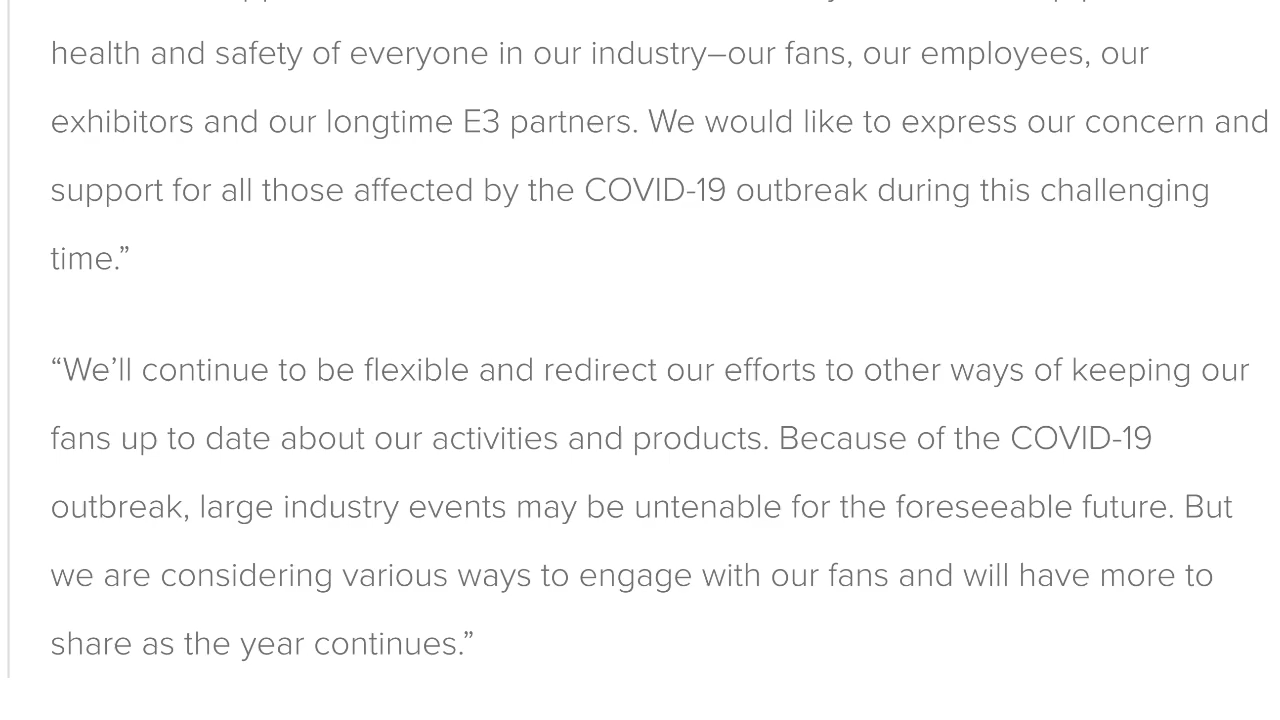 health and safety of everyone in our industry–our fans, our employees, our
exhibitors and our longtime E3 partners. We would like to express our concern and
support for all those affected by the COVID-19 outbreak during this challenging
time.”
“We’ll continue to be flexible and redirect our efforts to other ways of keeping our
fans up to date about our activities and products. Because of the COVID-19
outbreak, large industry events may be untenable for the foreseeable future. But
we are considering various ways to engage with our fans and will have more to
share as the year continues.”